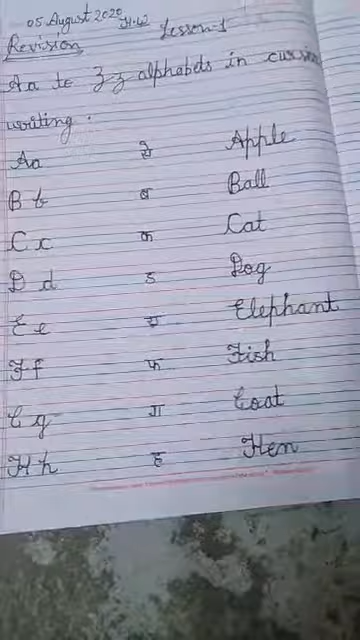 05 August 2020 H.W Lesson-1
Revision
Aa to Zz alphabets in cursive
writing.
Aa ऐ Apple
Bb ब Ball
Cc क Cat
Dd ड Dog
Ee ए Elephant
Ff फ Fish
Gg ग Goat
Hh ह Hen